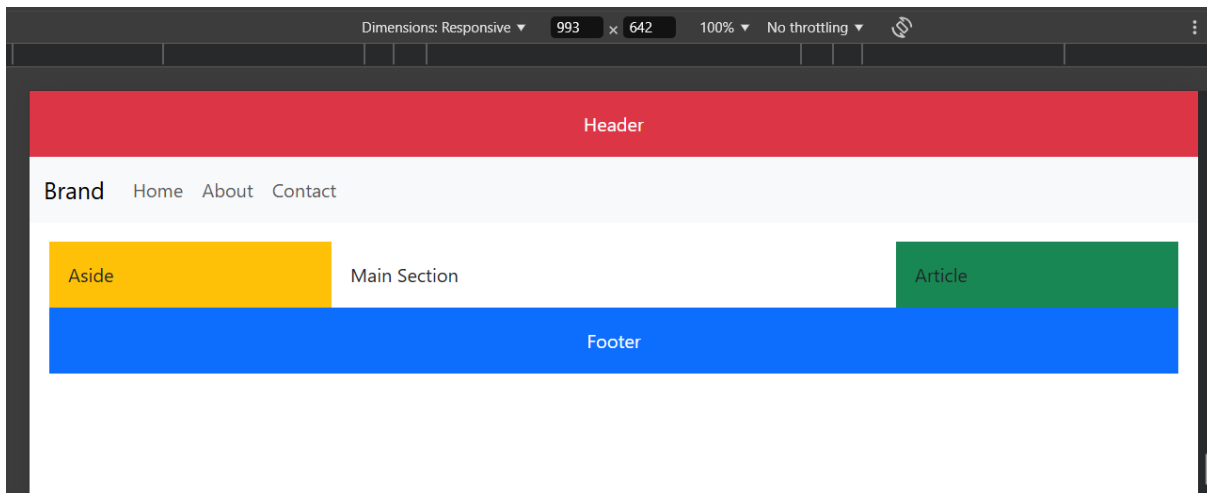 Dimensions: Responsive ▼ 993 × 642 100% ▼ No throttling ▼
Header
Brand Home About Contact
Aside Main Section Article
Footer